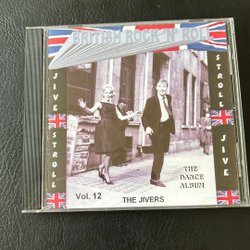 BRITISH ROCK 'N' ROLL
JIVE
STROLL
STROLL
JIVE
THE
DANCE
ALBUM
Vol. 12
THE JIVERS